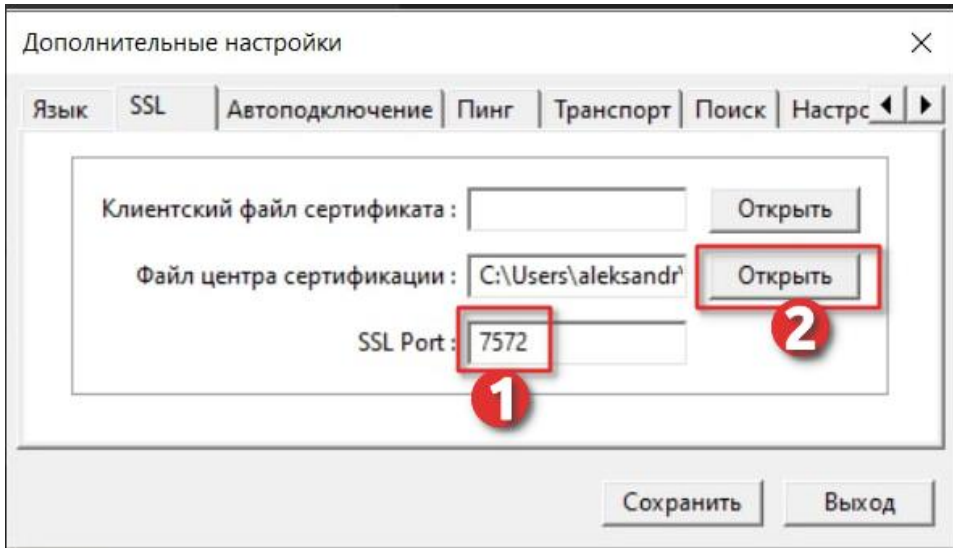 Дополнительные настройки
Язык SSL Автоподключение Пинг Транспорт Поиск Настро
Клиентский файл сертификата : Открыть
Файл центра сертификации : C:\Users\aleksandr\ Открыть
2
SSL Port : 7572
1
Сохранить Выход